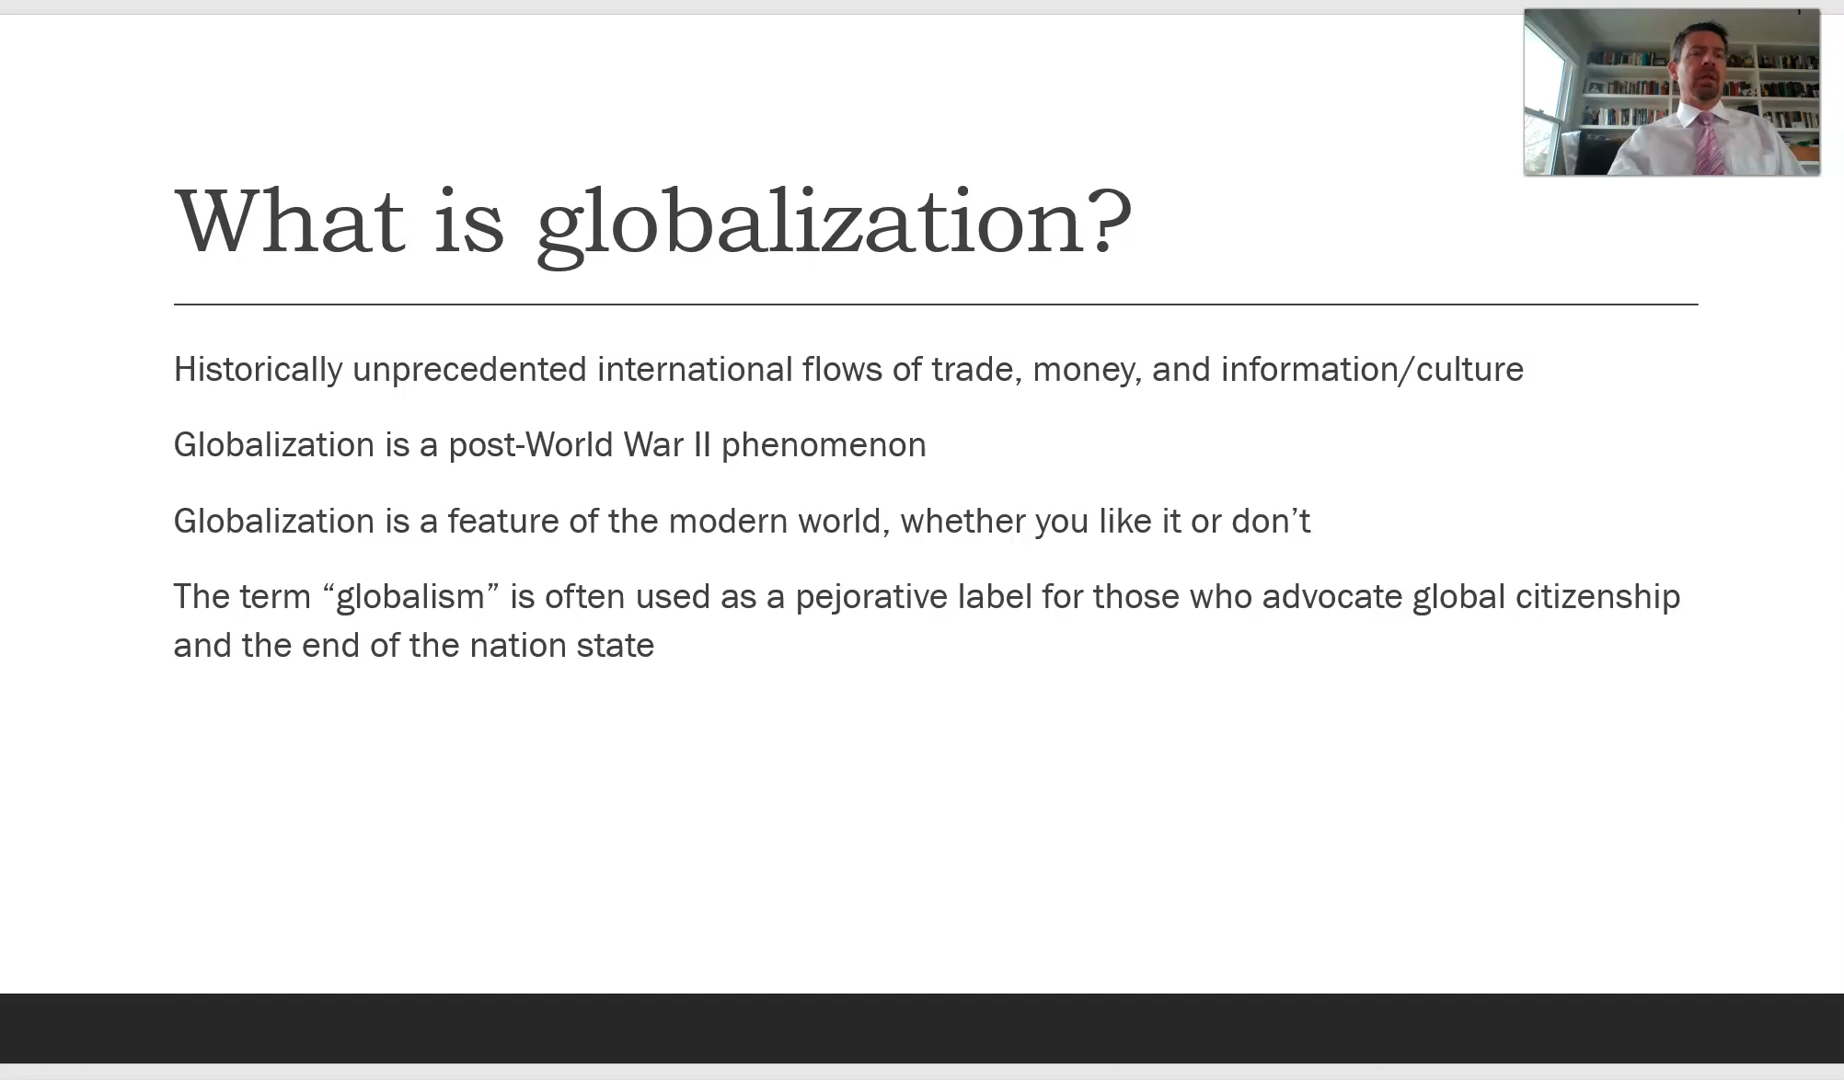 What is globalization?
Historically unprecedented international flows of trade, money, and information/culture
Globalization is a post-World War II phenomenon
Globalization is a feature of the modern world, whether you like it or don’t
The term “globalism” is often used as a pejorative label for those who advocate global citizenship
and the end of the nation state